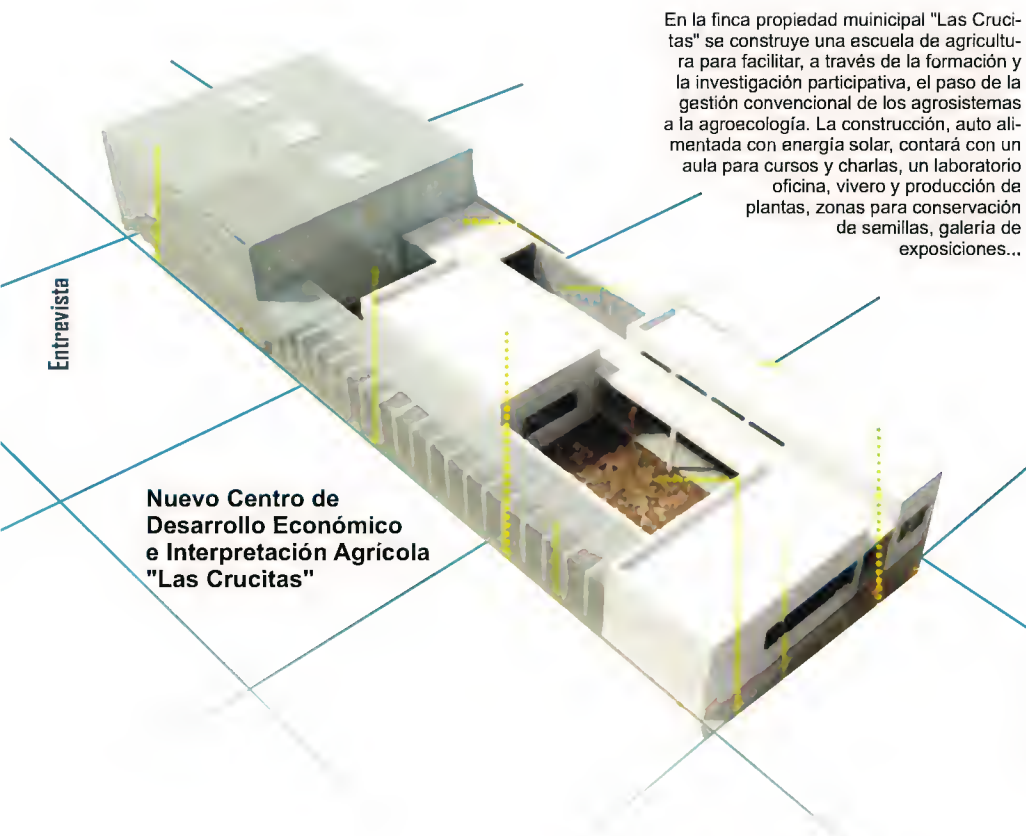 En la finca propiedad muinicipal "Las Cruci-
tas" se construye una escuela de agricultu-
ra para facilitar, a través de la formación y
la investigación participativa, el paso de la
gestión convencional de los agrosistemas
a la agroecología. La construcción, auto ali-
mentada con energía solar, contará con un
aula para cursos y charlas, un laboratorio
oficina, vivero y producción de
plantas, zonas para conservación
de semillas, galería de
exposiciones...
Entrevista
Nuevo Centro de
Desarrollo Económico
e Interpretación Agrícola
"Las Crucitas"